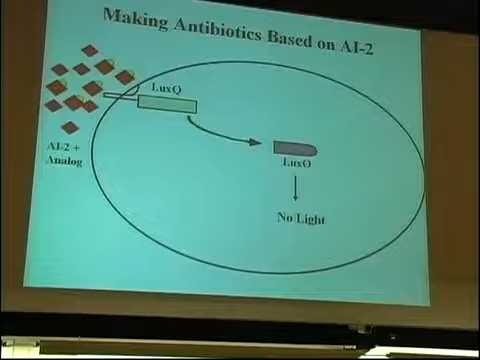 Making Antibiotics Based on AI-2
LuxQ
AI-2 +
Analog
LuxO
No Light